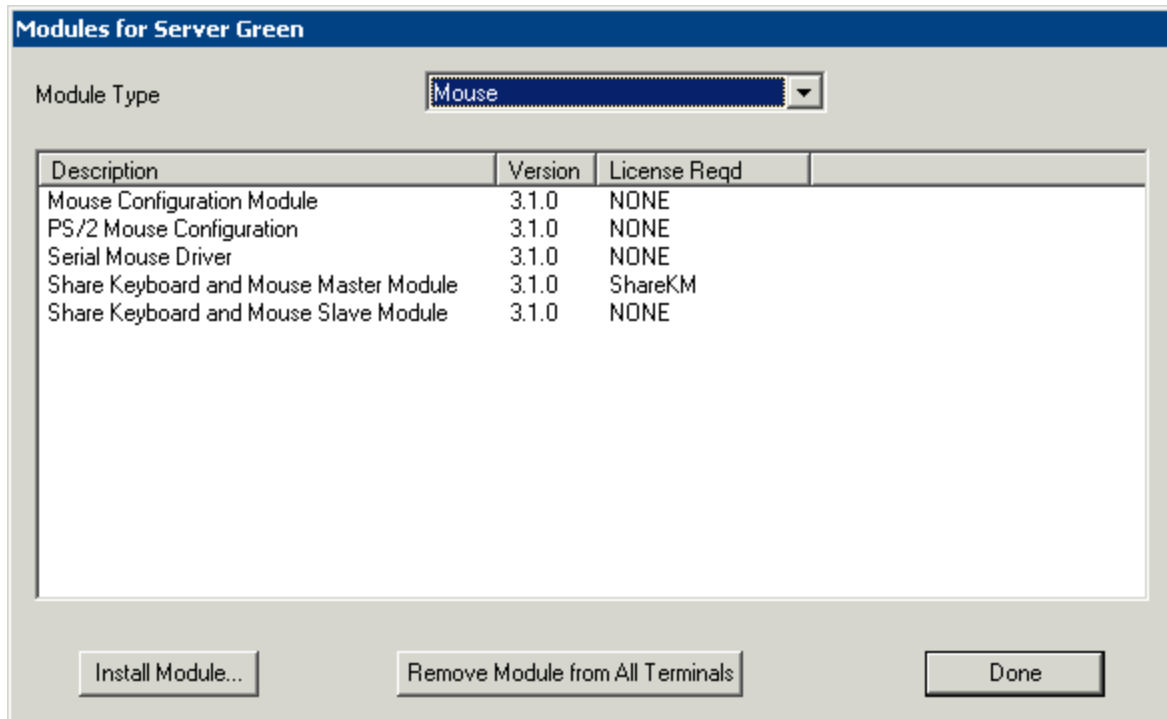 Modules for Server Green
Module Type Mouse
Description Version License Reqd
Mouse Configuration Module 3.1.0 NONE
PS/2 Mouse Configuration 3.1.0 NONE
Serial Mouse Driver 3.1.0 NONE
Share Keyboard and Mouse Master Module 3.1.0 ShareKM
Share Keyboard and Mouse Slave Module 3.1.0 NONE
Install Module... Remove Module from All Terminals Done